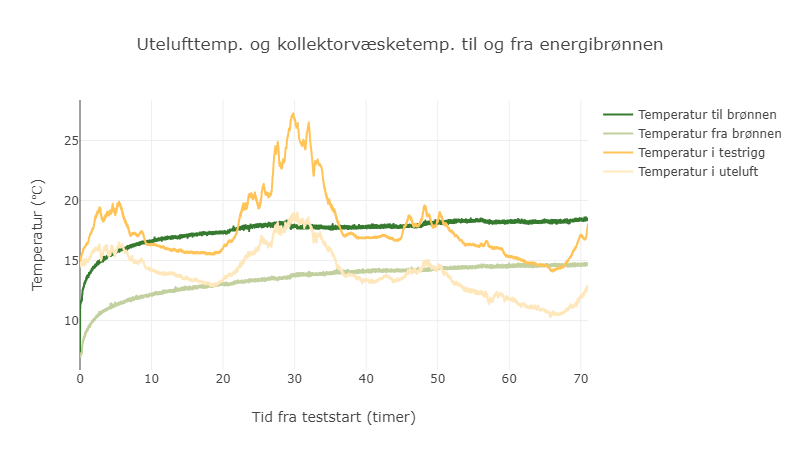 Utelufttemp. og kollektorvæsketemp. til og fra energibrønnen
Temperatur til brønnen
Temperatur fra brønnen
Temperatur i testrigg
Temperatur i uteluft
Temperatur (°C)
25
20
15
10
0 10 20 30 40 50 60 70
Tid fra teststart (timer)